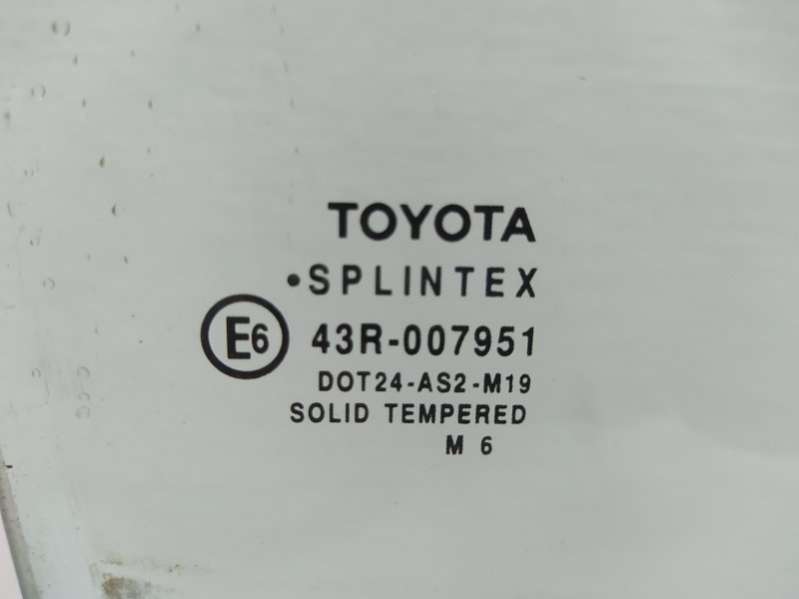 TOYOTA
•SPLINTEX
E6 43R-007951
DOT24-AS2-M19
SOLID TEMPERED
M 6